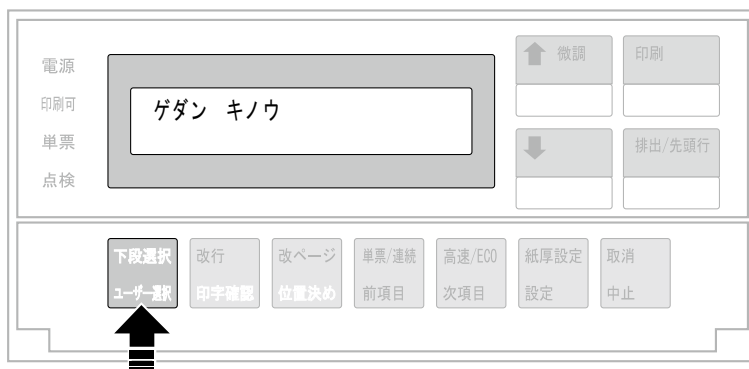 電源
印刷可
単票
点検
ゲダン キノウ
微調
印刷
排出/先頭行
下段選択
ユーザー選択
改行
印字確認
改ページ
位置決め
単票/連続
前項目
高速/ECO
次項目
紙厚設定
設定
取消
中止